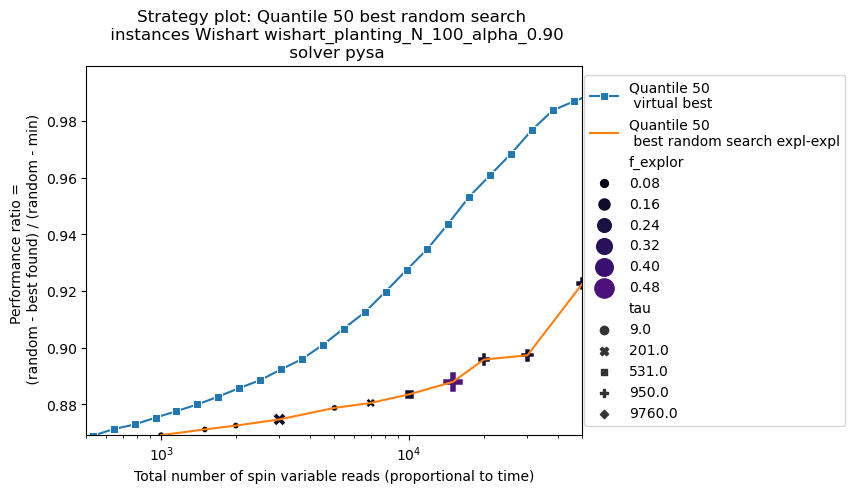 Strategy plot: Quantile 50 best random search
instances Wishart wishart_planting_N_100_alpha_0.90
solver pysa
Performance ratio =
(random - best found) / (random - min)
0.98
0.96
0.94
0.92
0.90
0.88
10^3
10^4
Total number of spin variable reads (proportional to time)
Quantile 50
virtual best
Quantile 50
best random search expl-expl
f_explor
0.08
0.16
0.24
0.32
0.40
0.48
tau
9.0
201.0
531.0
950.0
9760.0